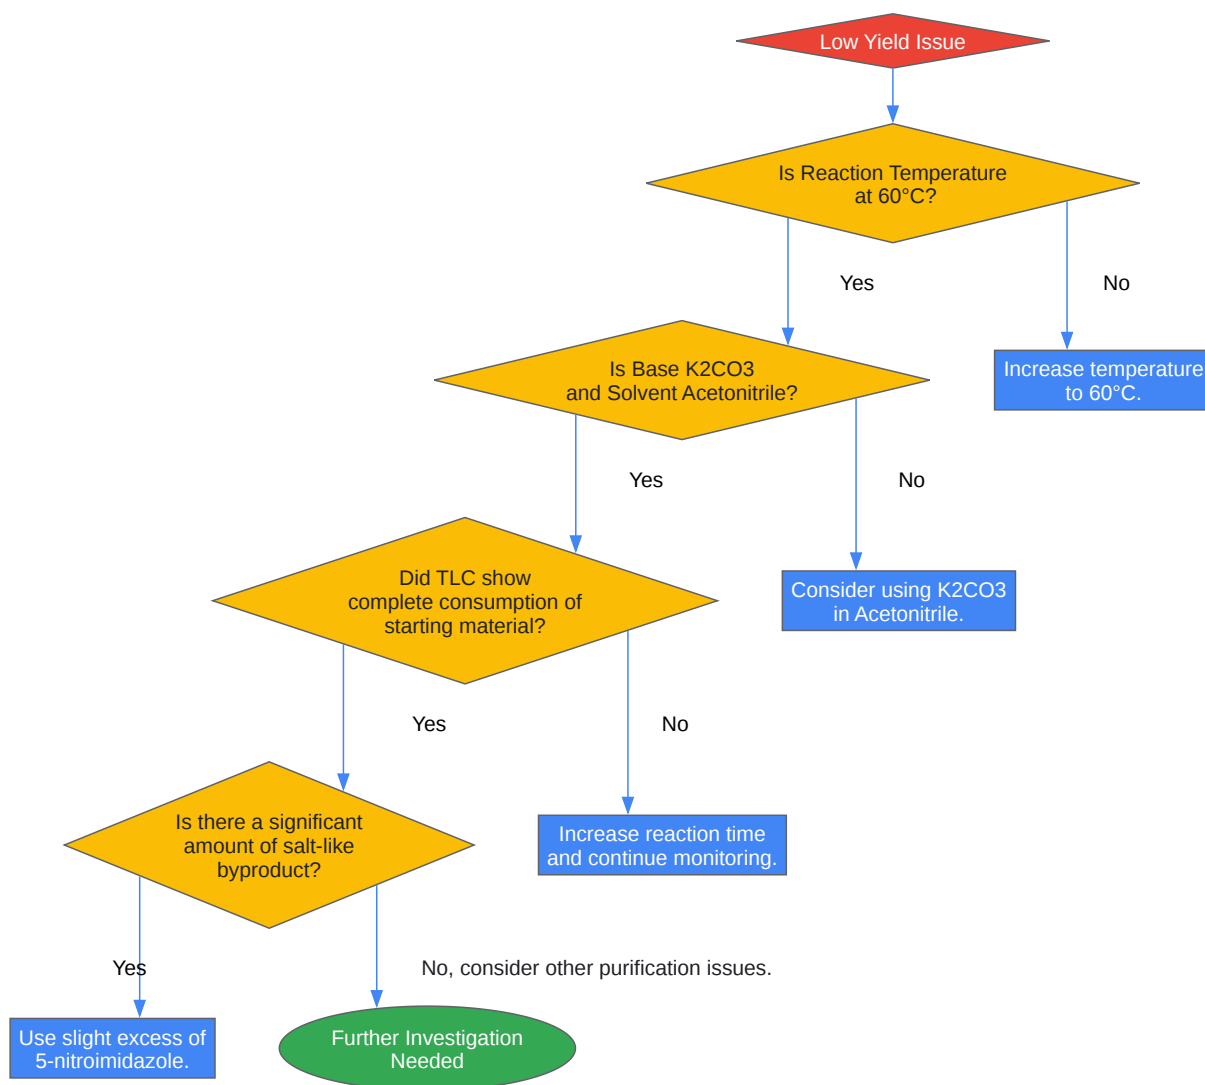 Low Yield Issue
Is Reaction Temperature
at 60°C?
Yes
No
Is Base K2CO3
and Solvent Acetonitrile?
Increase temperature
to 60°C.
Yes
No
Did TLC show
complete consumption of
starting material?
Consider using K2CO3
in Acetonitrile.
Yes
No
Is there a significant
amount of salt-like
byproduct?
Increase reaction time
and continue monitoring.
Yes
No, consider other purification issues.
Use slight excess of
5-nitroimidazole.
Further Investigation
Needed